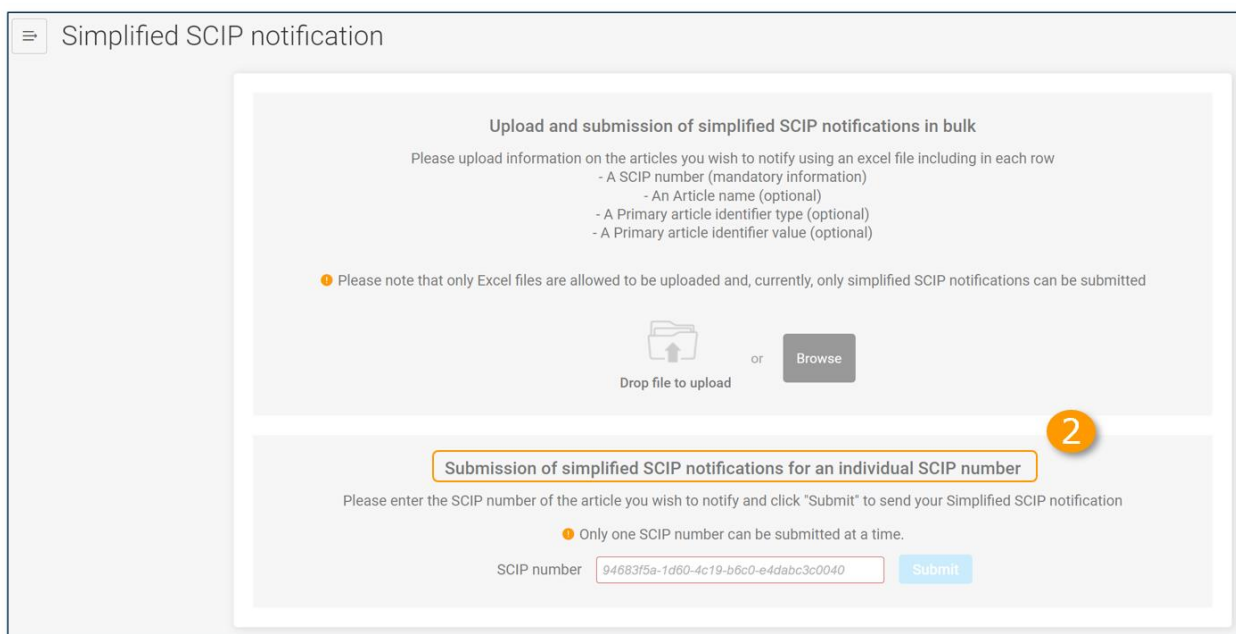 Simplified SCIP notification
Upload and submission of simplified SCIP notifications in bulk
Please upload information on the articles you wish to notify using an excel file including in each row
- A SCIP number (mandatory information)
- An Article name (optional)
- A Primary article identifier type (optional)
- A Primary article identifier value (optional)
Please note that only Excel files are allowed to be uploaded and, currently, only simplified SCIP notifications can be submitted
or Browse
Drop file to upload
2
Submission of simplified SCIP notifications for an individual SCIP number
Please enter the SCIP number of the article you wish to notify and click "Submit" to send your Simplified SCIP notification
Only one SCIP number can be submitted at a time.
SCIP number 94683f5a-1d60-4c19-b6c0-e4dabc3c0040 Submit